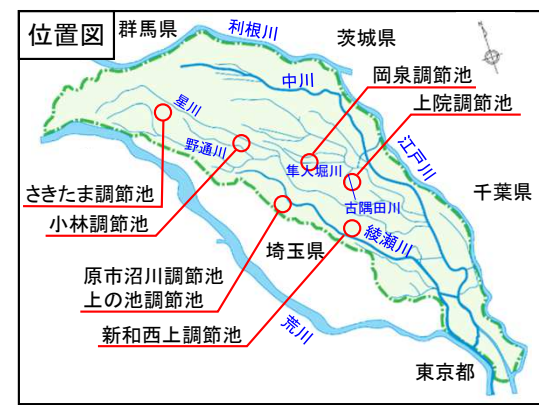 位置図
群馬県
利根川
茨城県
岡泉調節池
中川
上院調節池
星川
江戸川
野通川
隼人堀川
千葉県
さきたま調節池
古隅田川
小林調節池
綾瀬川
埼玉県
原市沼川調節池
上の池調節池
新和西上調節池
荒川
東京都